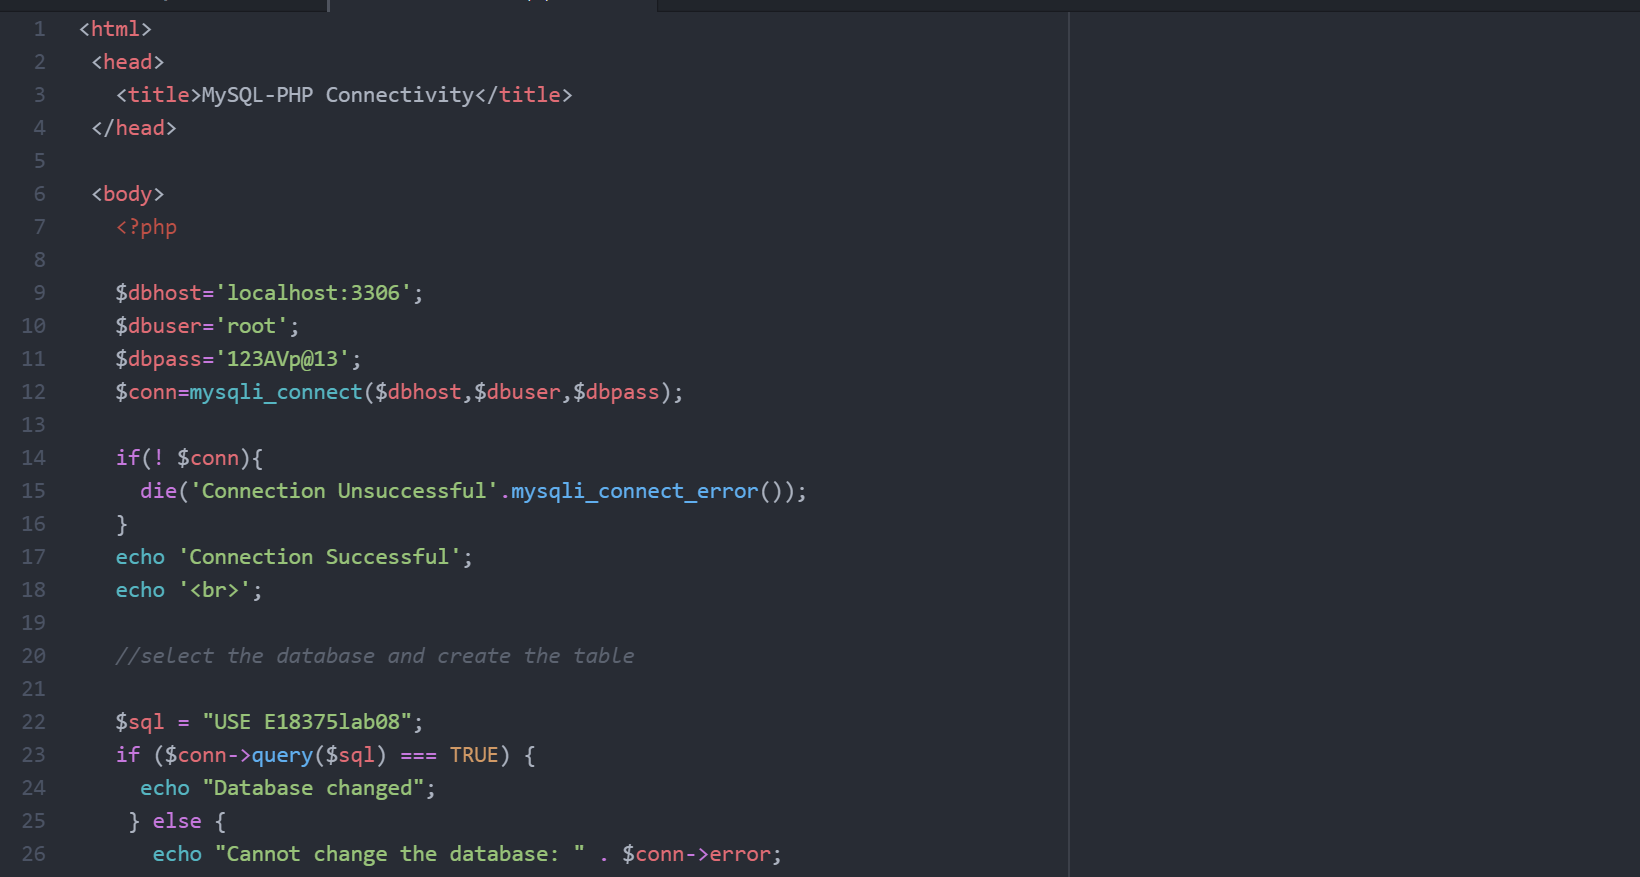 1 <html>
2 <head>
3 <title>MySQL-PHP Connectivity</title>
4 </head>
5
6 <body>
7 <?php
8
9 $dbhost='localhost:3306';
10 $dbuser='root';
11 $dbpass='123AVp@13';
12 $conn=mysqli_connect($dbhost,$dbuser,$dbpass);
13
14 if(! $conn){
15 die('Connection Unsuccessful'.mysqli_connect_error());
16 }
17 echo 'Connection Successful';
18 echo '<br>';
19
20 //select the database and create the table
21
22 $sql = "USE E18375lab08";
23 if ($conn->query($sql) === TRUE) {
24 echo "Database changed";
25 } else {
26 echo "Cannot change the database: " . $conn->error;